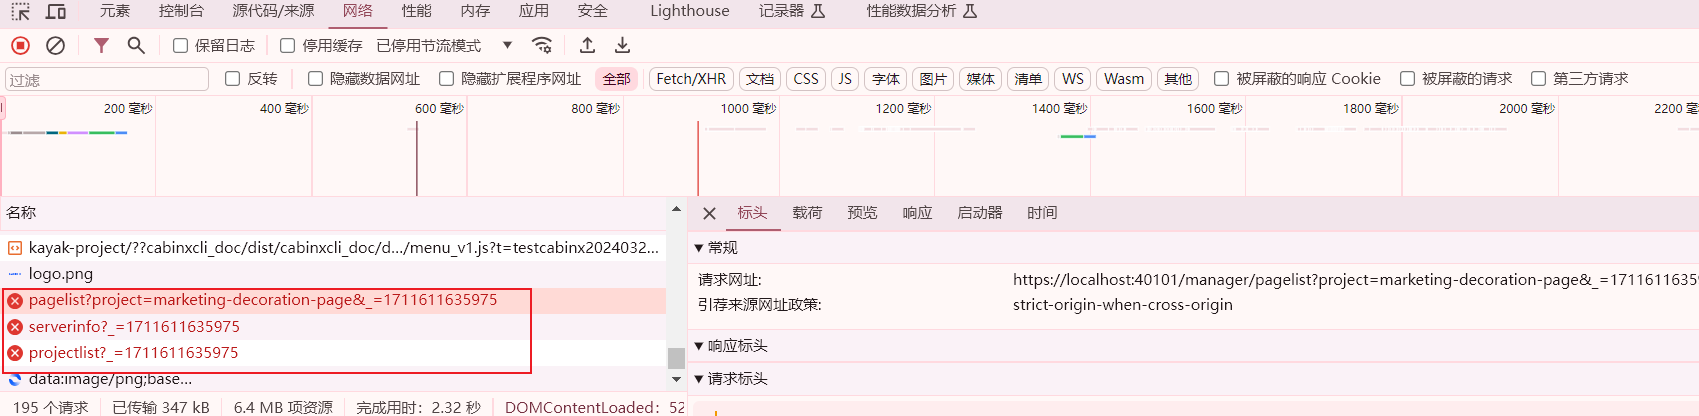 元素 控制台 源代码/来源 网络 性能 内存 应用 安全 Lighthouse 记录器 性能数据分析
保留日志 停用缓存 已停用节流模式
过滤 反转 隐藏数据网址 隐藏扩展程序网址 全部 Fetch/XHR 文档 CSS JS 字体 图片 媒体 清单 WS Wasm 其他 被屏蔽的响应 Cookie 被屏蔽的请求 第三方请求
200 毫秒 400 毫秒 600 毫秒 800 毫秒 1000 毫秒 1200 毫秒 1400 毫秒 1600 毫秒 1800 毫秒 2000 毫秒 2200
名称
kayak-project/??cabinxcli_doc/dist/cabinxcli_doc/d.../menu_v1.js?t=testcabinx2024032...
logo.png
pagelist?project=marketing-decoration-page&_=1711611635975
serverinfo?_=1711611635975
projectlist?_=1711611635975
data:image/png;base...
195 个请求 已传输 347 kB 6.4 MB 项资源 完成用时：2.32 秒 DOMContentLoaded：52
标头 载荷 预览 响应 启动器 时间
常规
请求网址:
https://localhost:40101/manager/pagelist?project=marketing-decoration-page&_=17116116359
引荐来源网址政策:
strict-origin-when-cross-origin
响应标头
请求标头